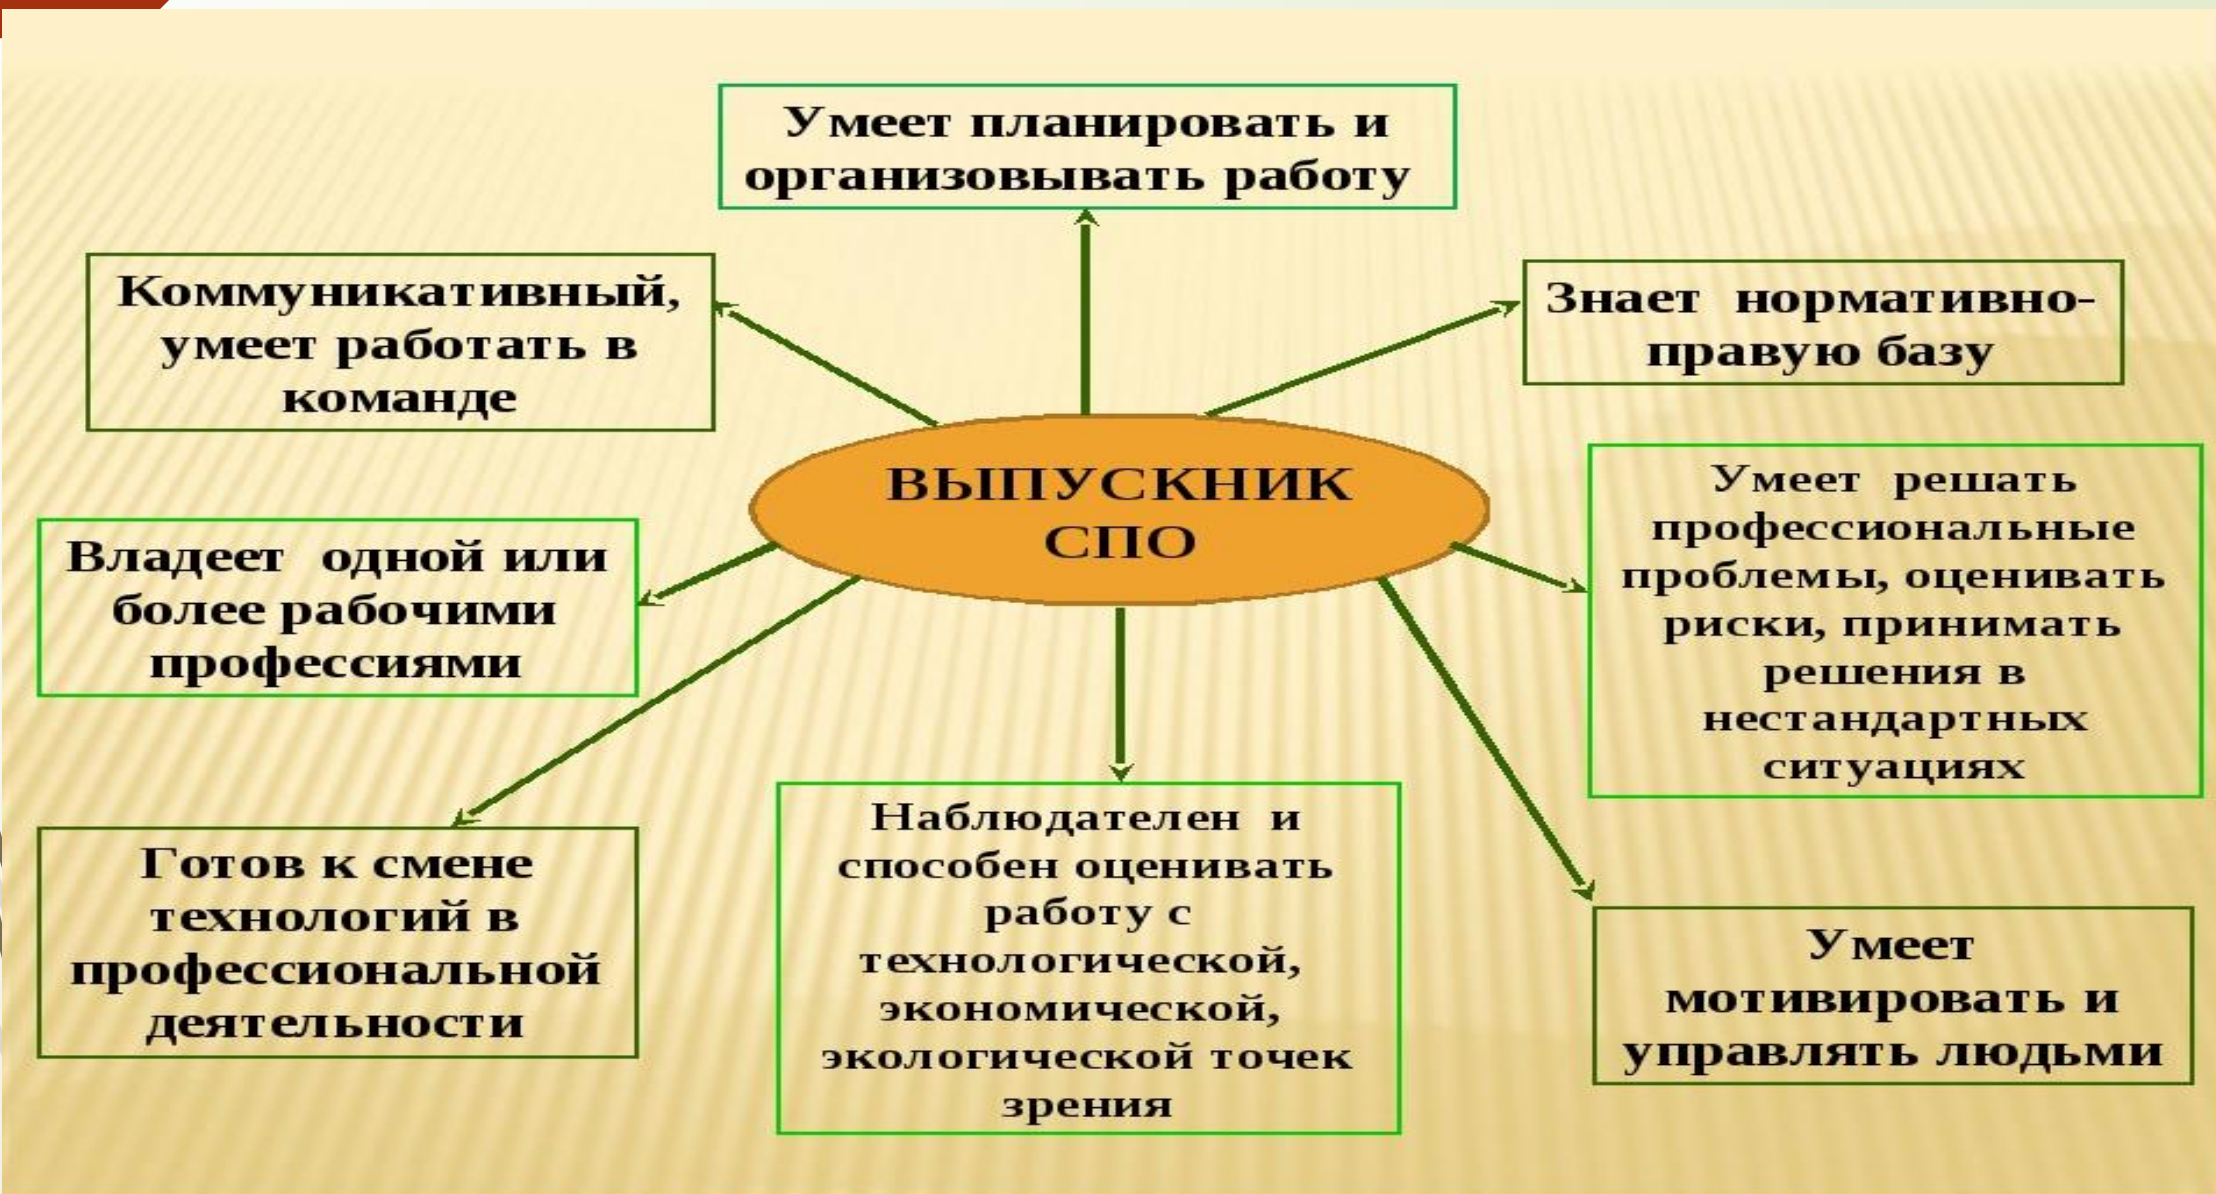 Умеет планировать и
организовывать работу
Коммуникативный,
умеет работать в
команде
Знает нормативно-
правую базу
ВЫПУСКНИК
СПО
Умеет решать
профессиональные
проблемы, оценивать
риски, принимать
решения в
нестандартных
ситуациях
Владеет одной или
более рабочими
профессиями
Готов к смене
технологий в
профессиональной
деятельности
Наблюдателен и
способен оценивать
работу с
технологической,
экономической,
экологической точек
зрения
Умеет
мотивировать и
управлять людьми